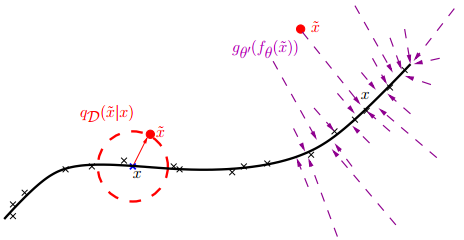 x̃
g_θ'(f_θ(x̃))
x
q_𝒟(x̃|x)
x̃
x